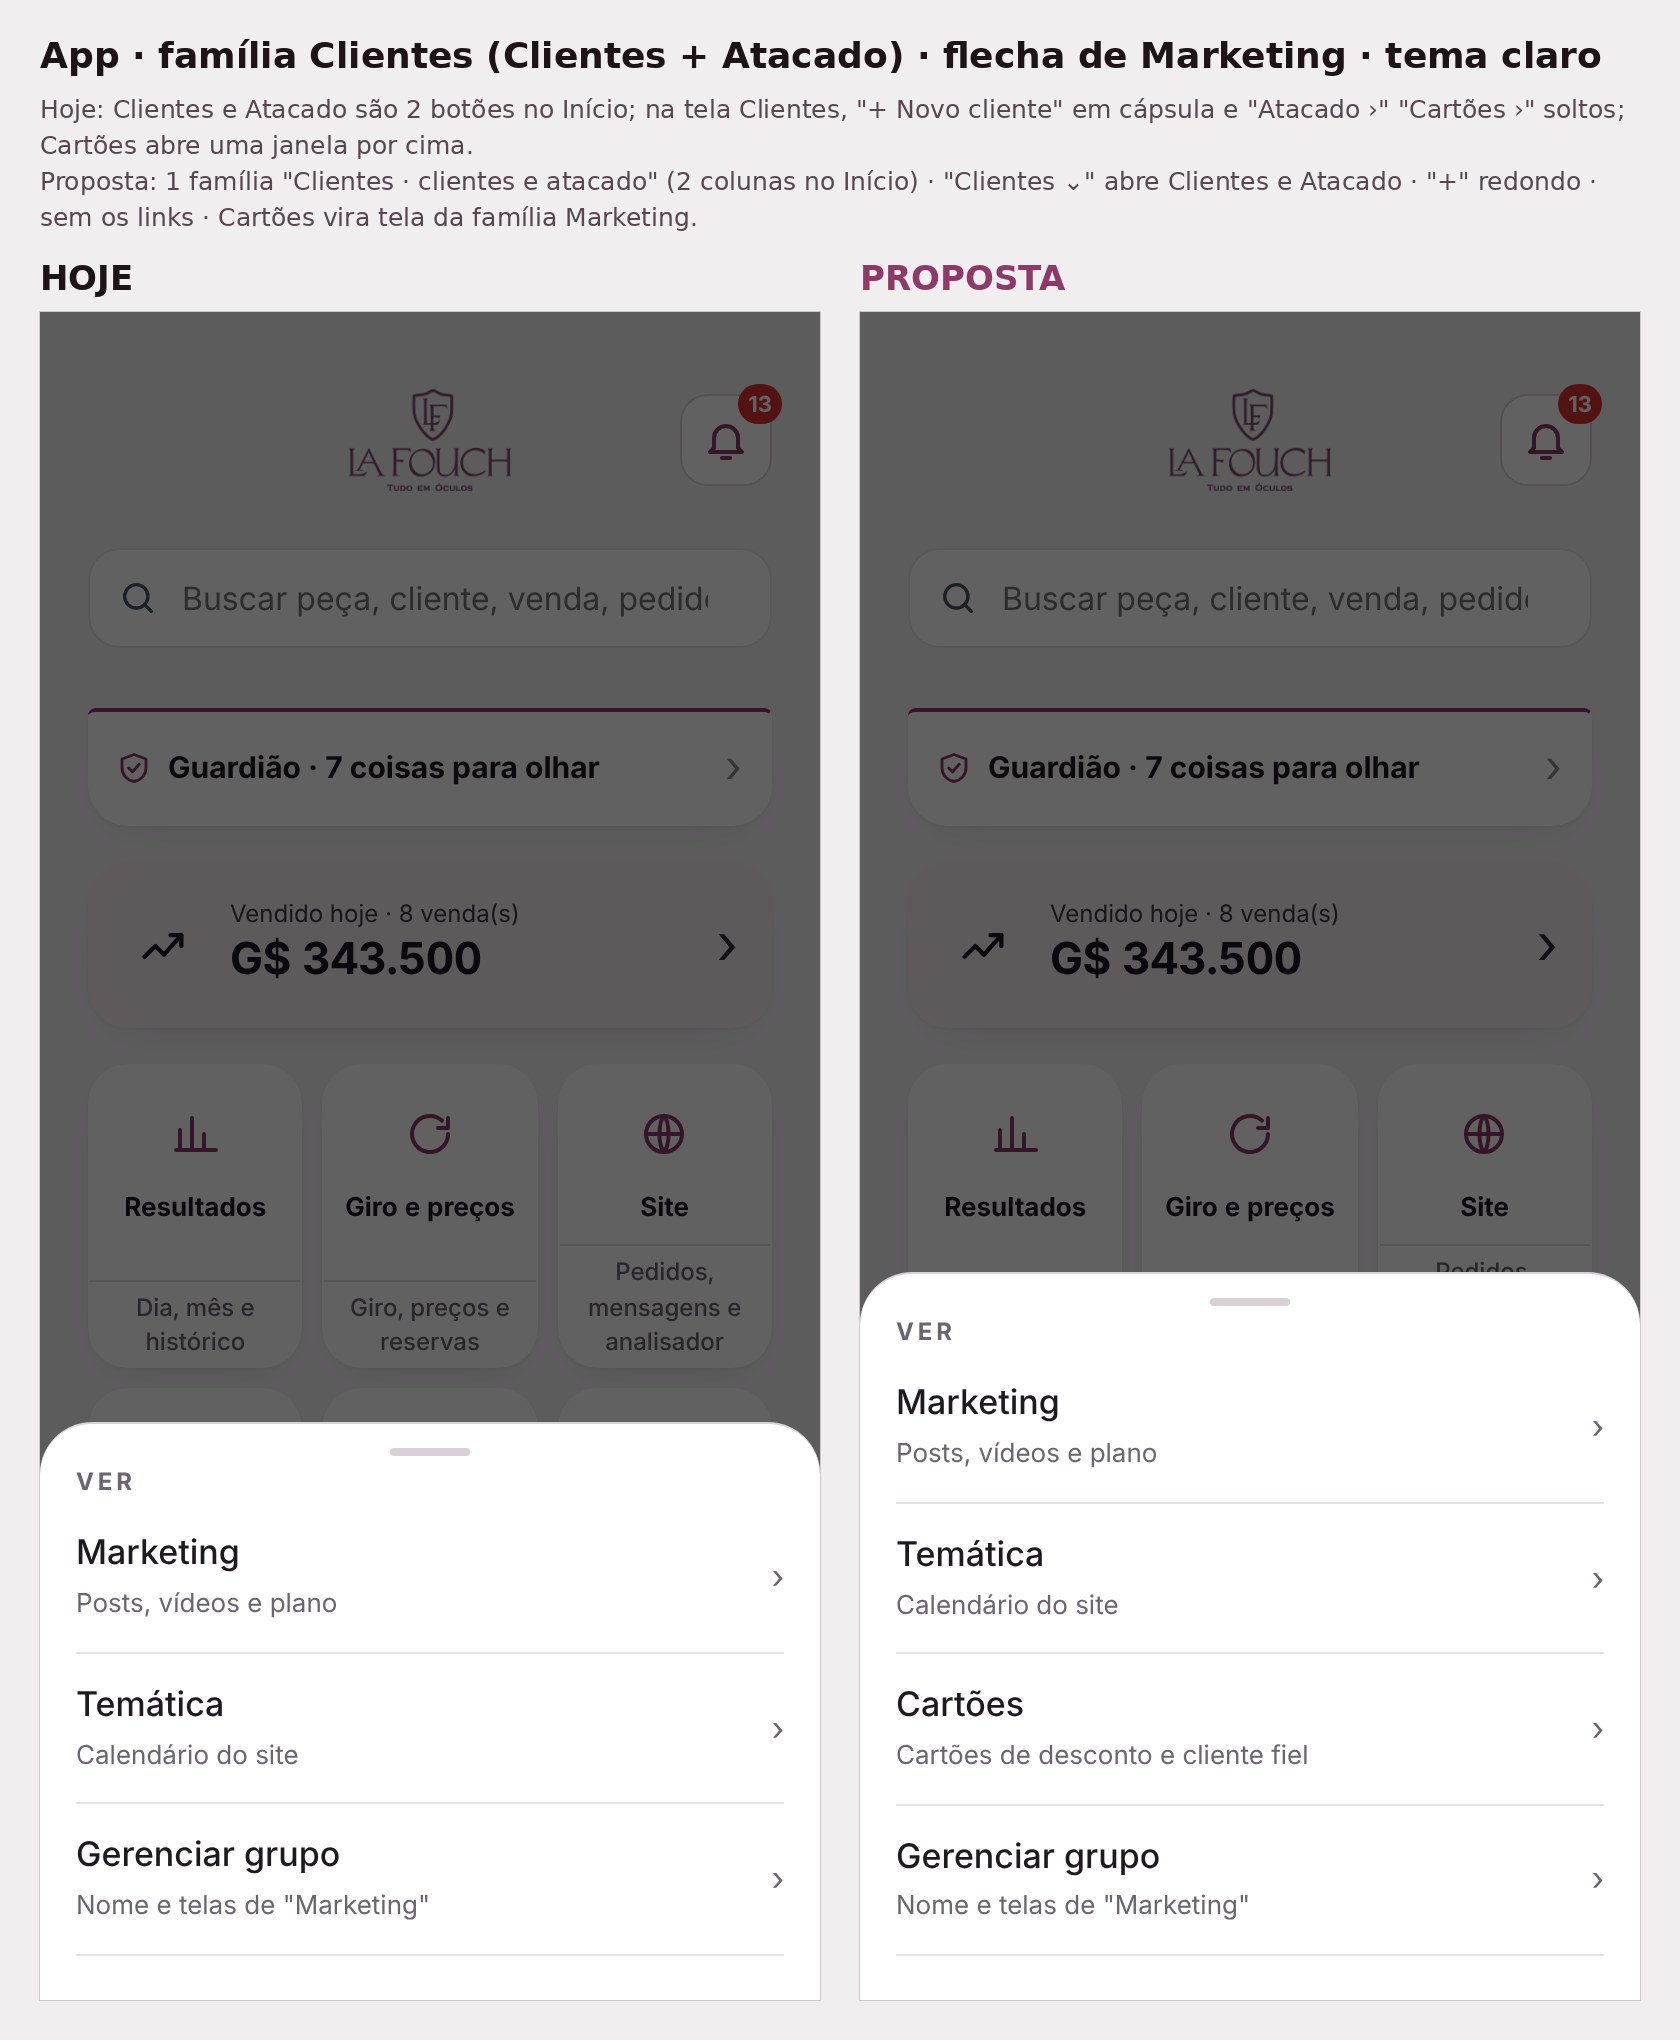 App · família Clientes (Clientes + Atacado) · flecha de Marketing · tema claro
Hoje: Clientes e Atacado são 2 botões no Início; na tela Clientes, "+ Novo cliente" em cápsula e "Atacado ›" "Cartões ›" soltos;
Cartões abre uma janela por cima.
Proposta: 1 família "Clientes · clientes e atacado" (2 colunas no Início) · "Clientes ⌄" abre Clientes e Atacado · "+" redondo ·
sem os links · Cartões vira tela da família Marketing.
HOJE
LF
LA FOUCH
TUDO EM ÓCULOS
13
Buscar peça, cliente, venda,
Guardião · 7 coisas para olhar
Vendido hoje · 8 venda(s)
G$ 343.500
Resultados
Dia, mês e
histórico
Giro e preços
Giro, preços e
reservas
Site
Pedidos,
mensagens e
analisador
VER
Marketing
Posts, vídeos e plano
Temática
Calendário do site
Gerenciar grupo
Nome e telas de "Marketing"
PROPOSTA
LF
LA FOUCH
TUDO EM ÓCULOS
13
Buscar peça, cliente, venda,
Guardião · 7 coisas para olhar
Vendido hoje · 8 venda(s)
G$ 343.500
Resultados
Giro e preços
Site
Pedidos,
VER
Marketing
Posts, vídeos e plano
Temática
Calendário do site
Cartões
Cartões de desconto e cliente fiel
Gerenciar grupo
Nome e telas de "Marketing"